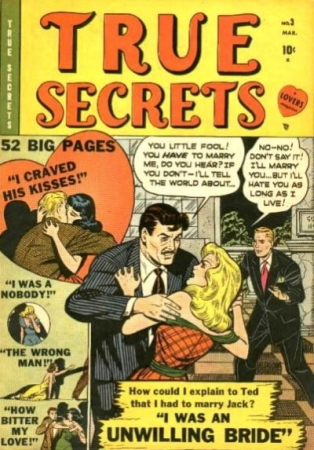 TRUE SECRETS
NO.3
MAR.
10¢
TRUE
SECRETS
A
LOVERS
52 BIG PAGES
"I CRAVED
HIS KISSES!"
YOU LITTLE FOOL!
YOU HAVE TO MARRY
ME, DO YOU HEAR? IF
YOU DON'T—I'LL TELL
THE WORLD ABOUT...
NO—NO!
DON'T SAY IT!
I'LL MARRY
YOU...BUT I'LL
HATE YOU AS
LONG AS I
LIVE!
"I WAS A
NOBODY!"
"THE WRONG
MAN!"
"HOW
BITTER
MY LOVE!"
How could I explain to Ted
that I had to marry Jack?
"I WAS AN
UNWILLING BRIDE"